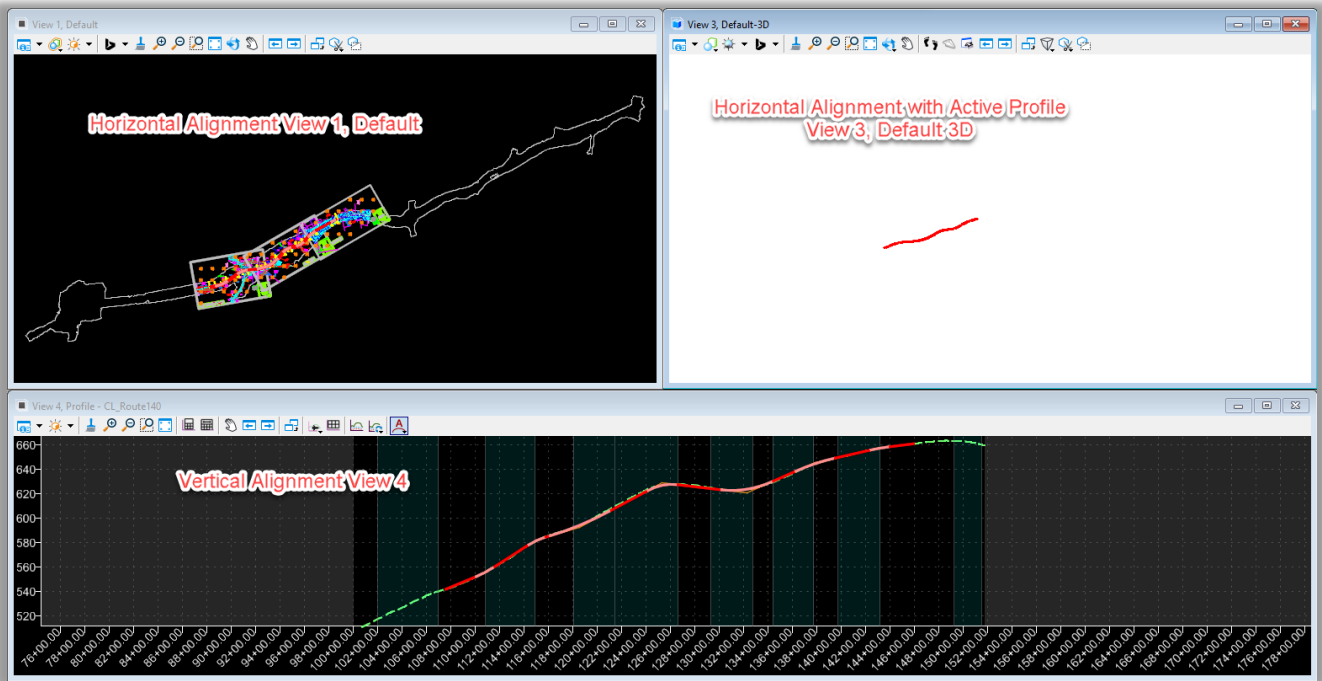 View 1, Default
Horizontal Alignment View 1, Default
View 3, Default-3D
Horizontal Alignment with Active Profile
View 3, Default 3D
View 4, Profile - CL_Route140
A
Vertical Alignment View 4
660
640
620
600
580
560
540
520
76+00.00 78+00.00 80+00.00 82+00.00 84+00.00 86+00.00 88+00.00 90+00.00 92+00.00 94+00.00 96+00.00 98+00.00 100+00.00 102+00.00 104+00.00 106+00.00 108+00.00 110+00.00 112+00.00 114+00.00 116+00.00 118+00.00 120+00.00 122+00.00 124+00.00 126+00.00 128+00.00 130+00.00 132+00.00 134+00.00 136+00.00 138+00.00 140+00.00 142+00.00 144+00.00 146+00.00 148+00.00 150+00.00 152+00.00 154+00.00 156+00.00 158+00.00 160+00.00 162+00.00 164+00.00 166+00.00 168+00.00 170+00.00 172+00.00 174+00.00 176+00.00 178+00.00